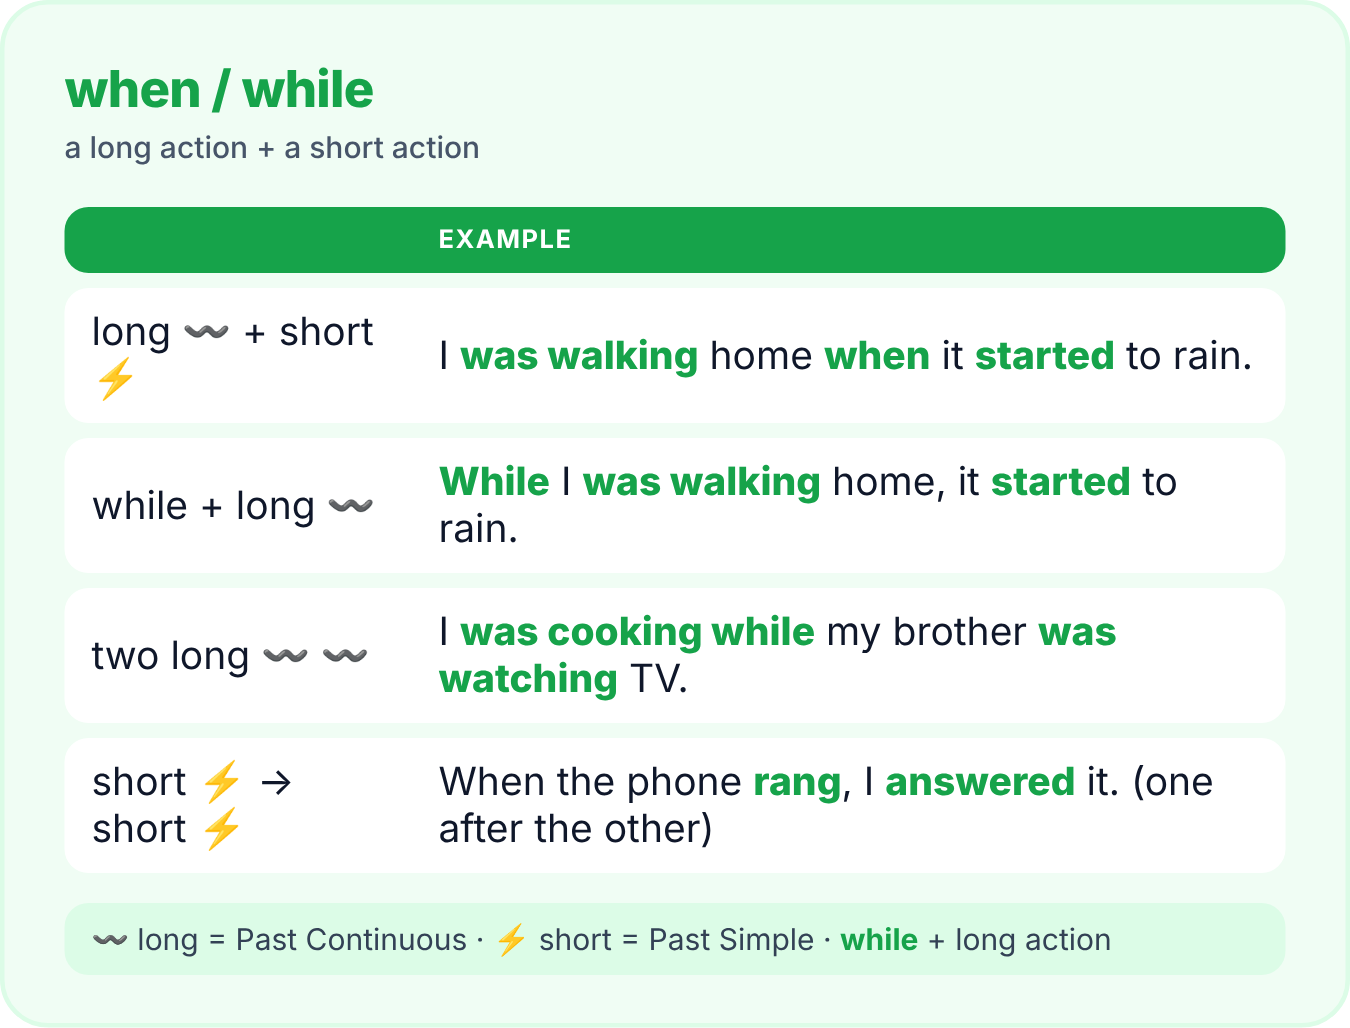 when / while
a long action + a short action
EXAMPLE
long 〰️ + short
⚡
I was walking home when it started to rain.
while + long 〰️
While I was walking home, it started to
rain.
two long 〰️ 〰️
I was cooking while my brother was
watching TV.
short ⚡ →
short ⚡
When the phone rang, I answered it. (one
after the other)
〰️ long = Past Continuous · ⚡ short = Past Simple · while + long action